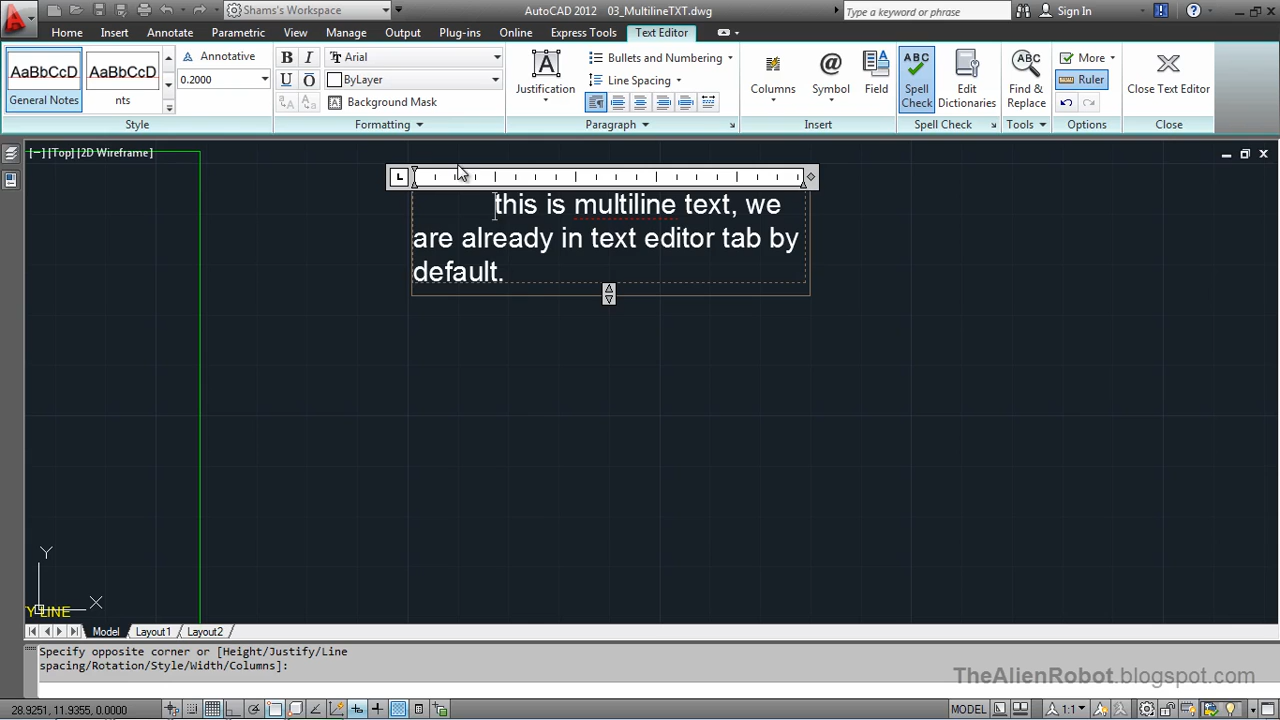 Shams's Workspace
AutoCAD 2012 03_MultilineTXT.dwg
Type a keyword or phrase
Sign In
Home Insert Annotate Parametric View Manage Output Plug-ins Online Express Tools Text Editor
AaBbCcD AaBbCcD
General Notes nts
Annotative
0.2000
B I Arial
U O ByLayer
Background Mask
Justification
Bullets and Numbering
Line Spacing
Columns Symbol Field
ABC Spell Check
Edit Dictionaries
ABC Find & Replace
More
Ruler
Close Text Editor
Style Formatting Paragraph Insert Spell Check Tools Options Close
[−] [Top] [2D Wireframe]
this is multiline text, we
are already in text editor tab by
default.
Y
X
Y LINE
Model Layout1 Layout2
Specify opposite corner or [Height/Justify/Line
spacing/Rotation/Style/Width/Columns]:
TheAlienRobot.blogspot.com
28.9251, 11.9355, 0.0000
MODEL
1:1